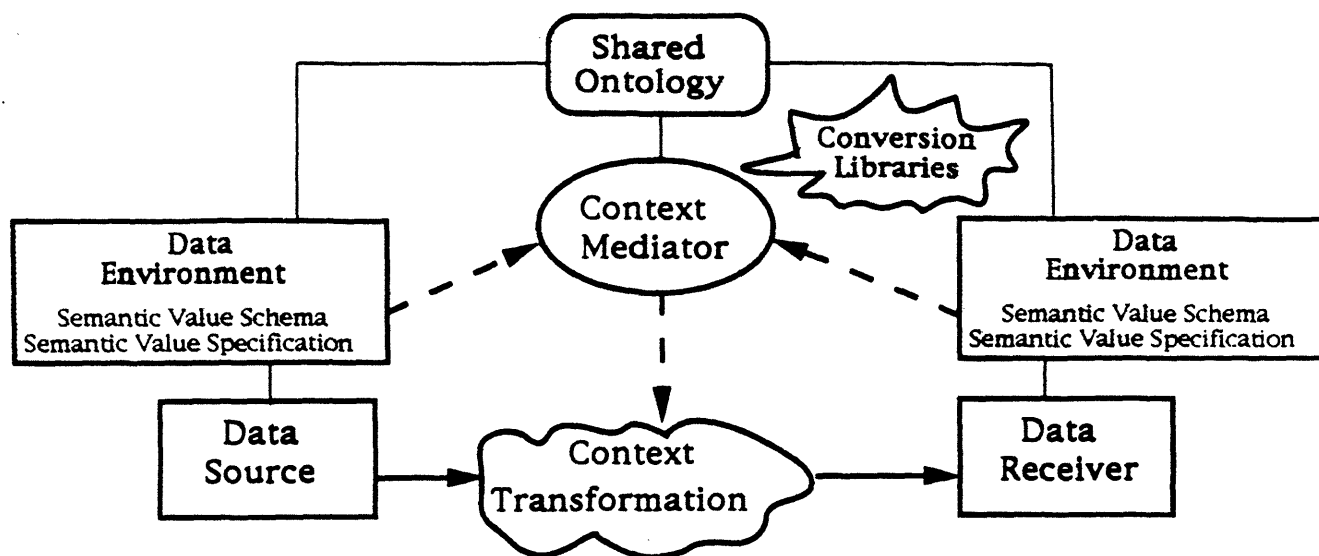 Shared
Ontology
Conversion
Libraries
Context
Mediator
Data
Environment
Semantic Value Schema
Semantic Value Specification
Data
Environment
Semantic Value Schema
Semantic Value Specification
Data
Source
Context
Transformation
Data
Receiver